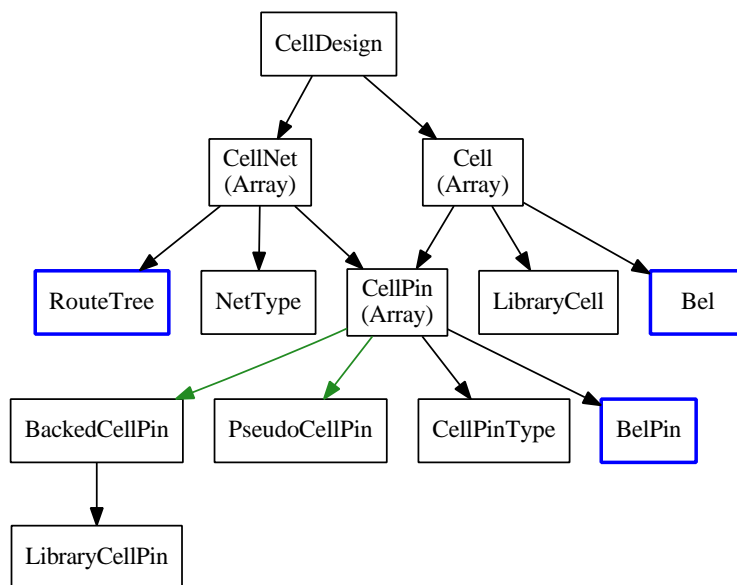 CellDesign
CellNet
(Array)
Cell
(Array)
RouteTree
NetType
CellPin
(Array)
LibraryCell
Bel
BackedCellPin
PseudoCellPin
CellPinType
BelPin
LibraryCellPin